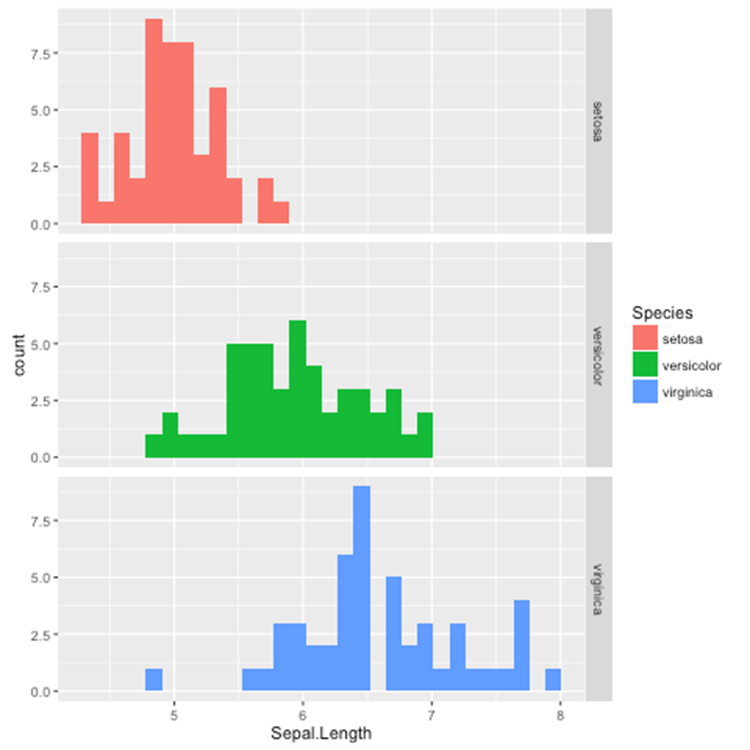 7.5
5.0
2.5
0.0
setosa
7.5
5.0
2.5
0.0
versicolor
7.5
5.0
2.5
0.0
virginica
count
5 6 7 8
Sepal.Length
Species
setosa
versicolor
virginica